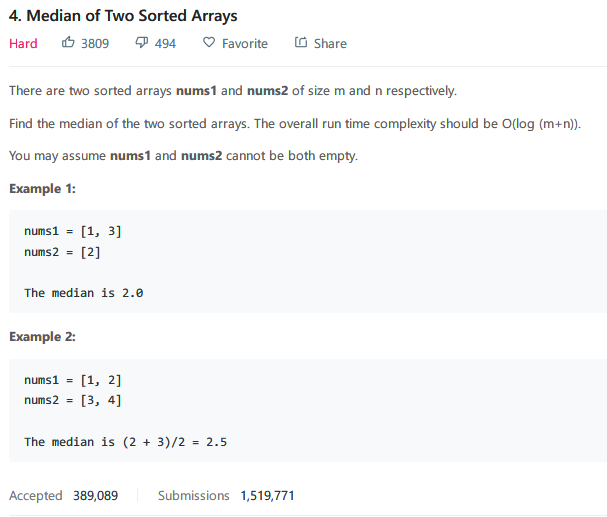 4. Median of Two Sorted Arrays
Hard 3809 494 Favorite Share
There are two sorted arrays nums1 and nums2 of size m and n respectively.
Find the median of the two sorted arrays. The overall run time complexity should be O(log (m+n)).
You may assume nums1 and nums2 cannot be both empty.
Example 1:
nums1 = [1, 3]
nums2 = [2]
The median is 2.0
Example 2:
nums1 = [1, 2]
nums2 = [3, 4]
The median is (2 + 3)/2 = 2.5
Accepted 389,089 Submissions 1,519,771